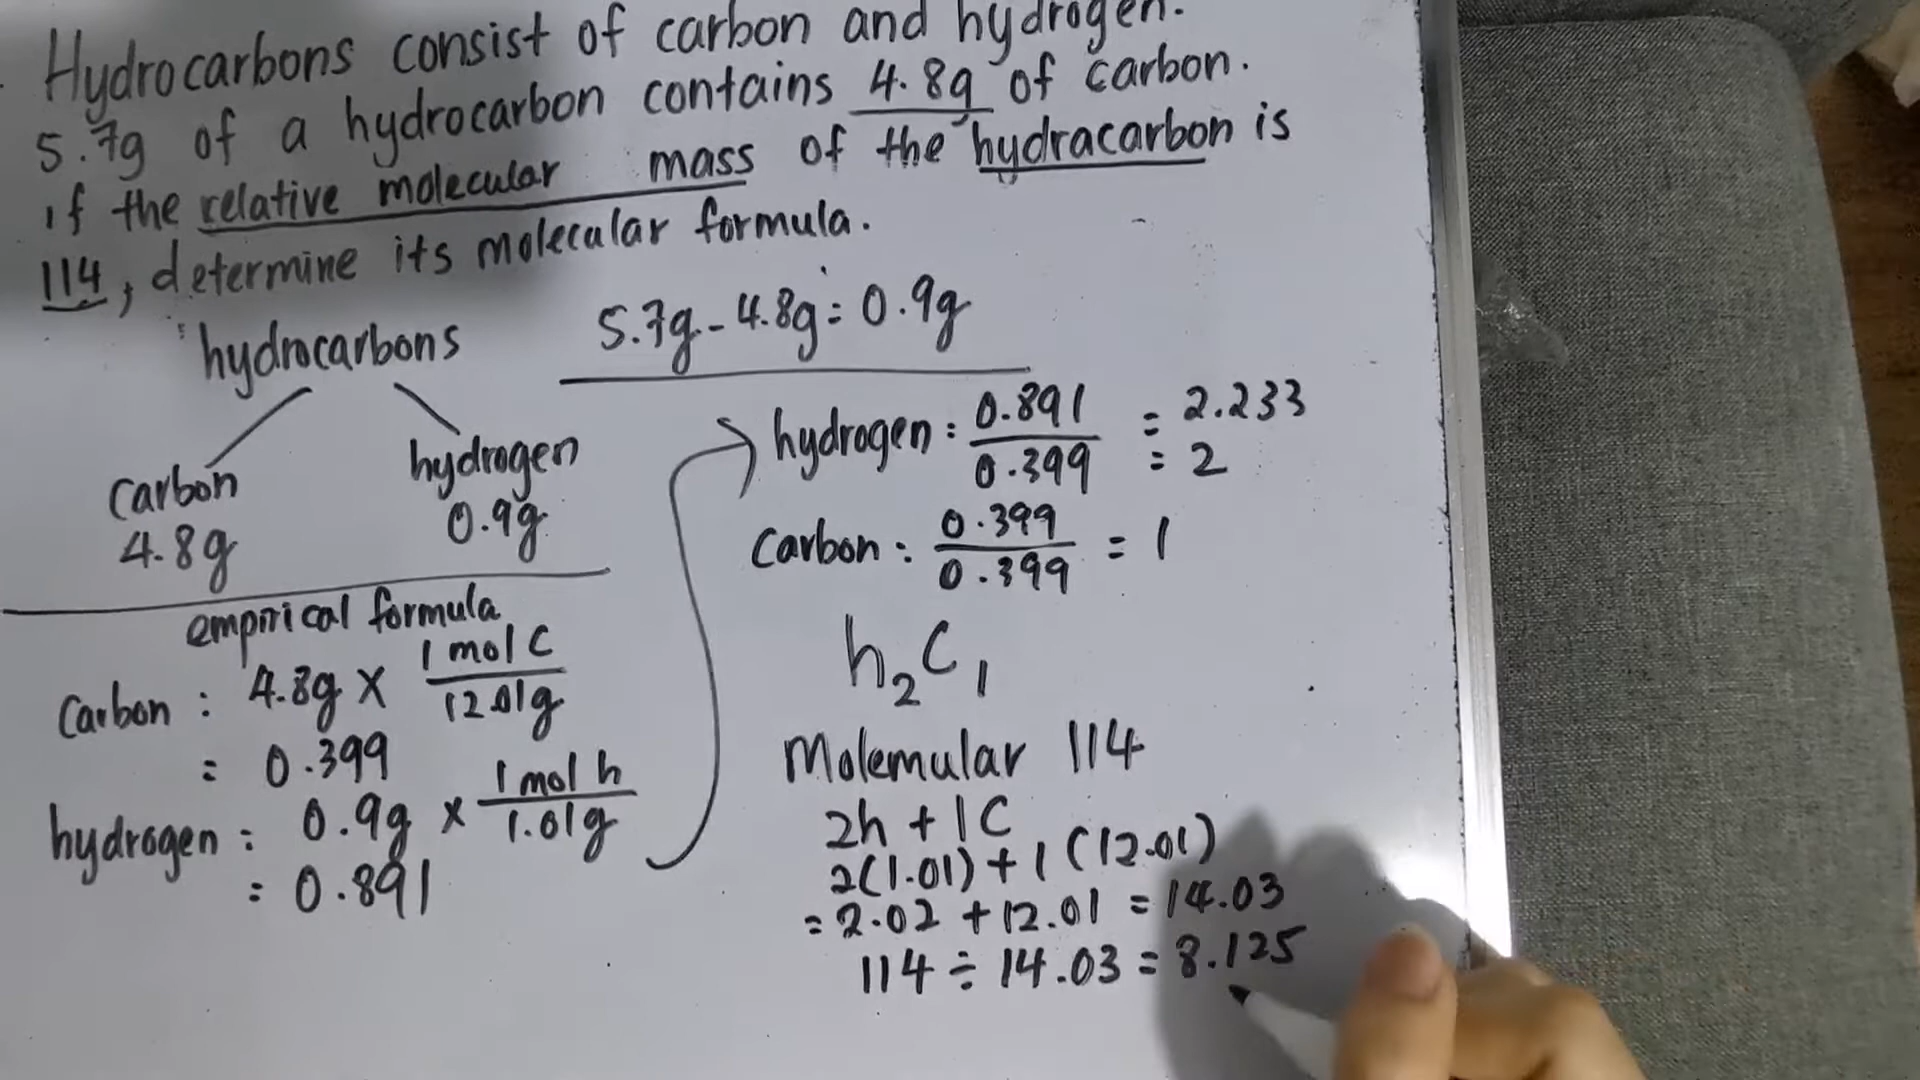 Hydrocarbons consist of carbon and hydrogen.
5.7g of a hydrocarbon contains 4.8g of carbon.
if the relative molecular mass of the hydracarbon is
114, determine its molecular formula.
hydrocarbons
carbon
4.8g
hydrogen
0.9g
5.7g - 4.8g = 0.9g
empirical formula
carbon : 4.8g x 1 mol C / 12.01g
= 0.399
hydrogen : 0.9g x 1 mol h / 1.01g
= 0.891
hydrogen : 0.891 / 0.399 = 2.233
= 2
Carbon : 0.399 / 0.399 = 1
h₂C₁
Molemular 114
2h + 1C
2(1.01) + 1(12.01)
= 2.02 + 12.01 = 14.03
114 ÷ 14.03 = 8.125